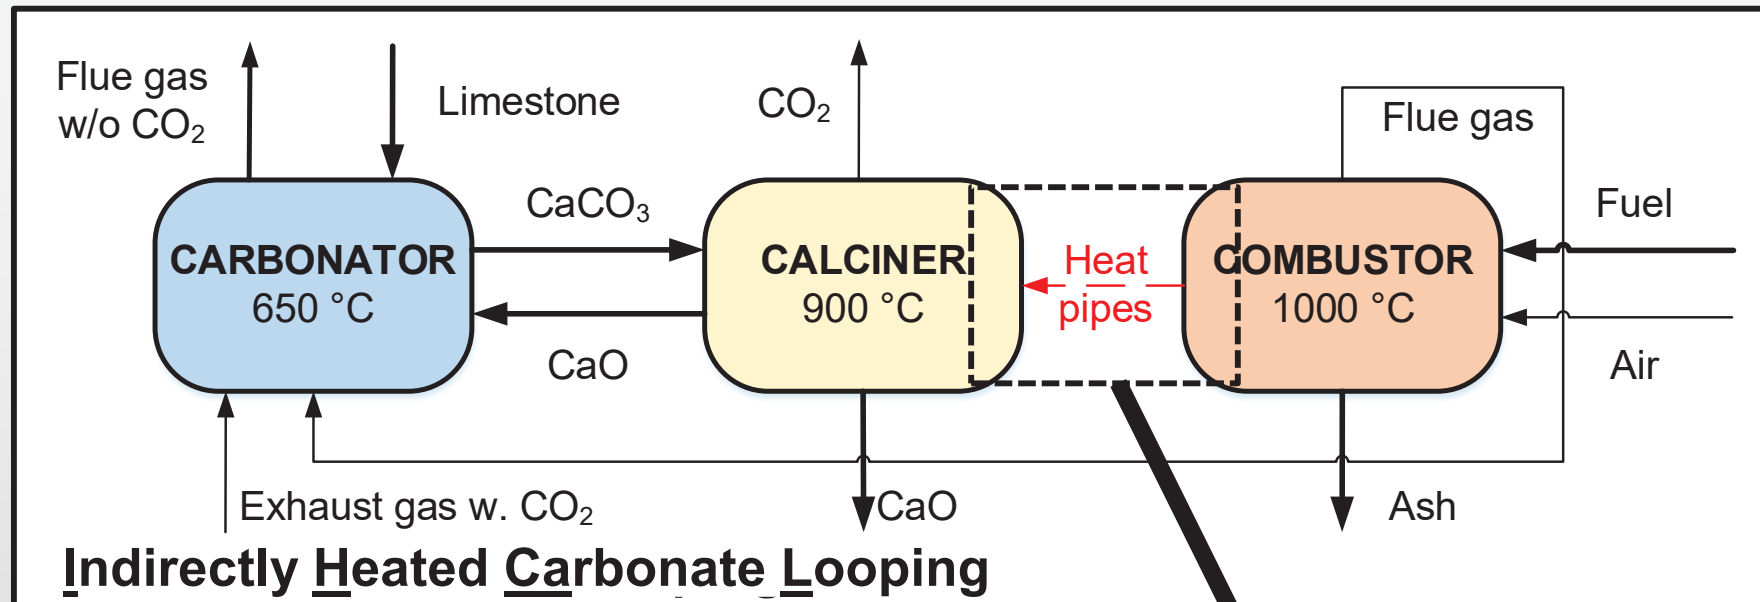 Flue gas
w/o CO₂
Limestone
CO₂
Flue gas
Fuel
CaCO₃
CARBONATOR
650 °C
CALCINER
900 °C
Heat
pipes
COMBUSTOR
1000 °C
CaO
Air
Exhaust gas w. CO₂
CaO
Ash
Indirectly Heated Carbonate Looping